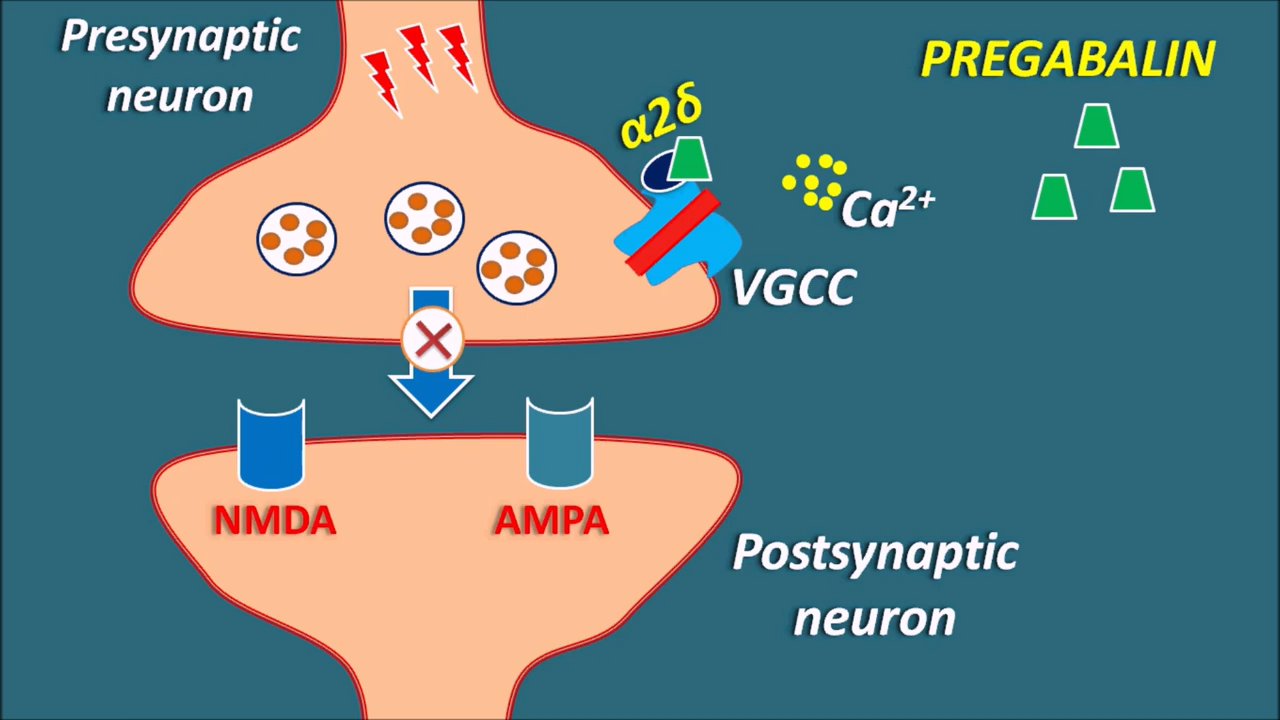 Presynaptic
neuron
PREGABALIN
α2δ
Ca²⁺
VGCC
NMDA
AMPA
Postsynaptic
neuron